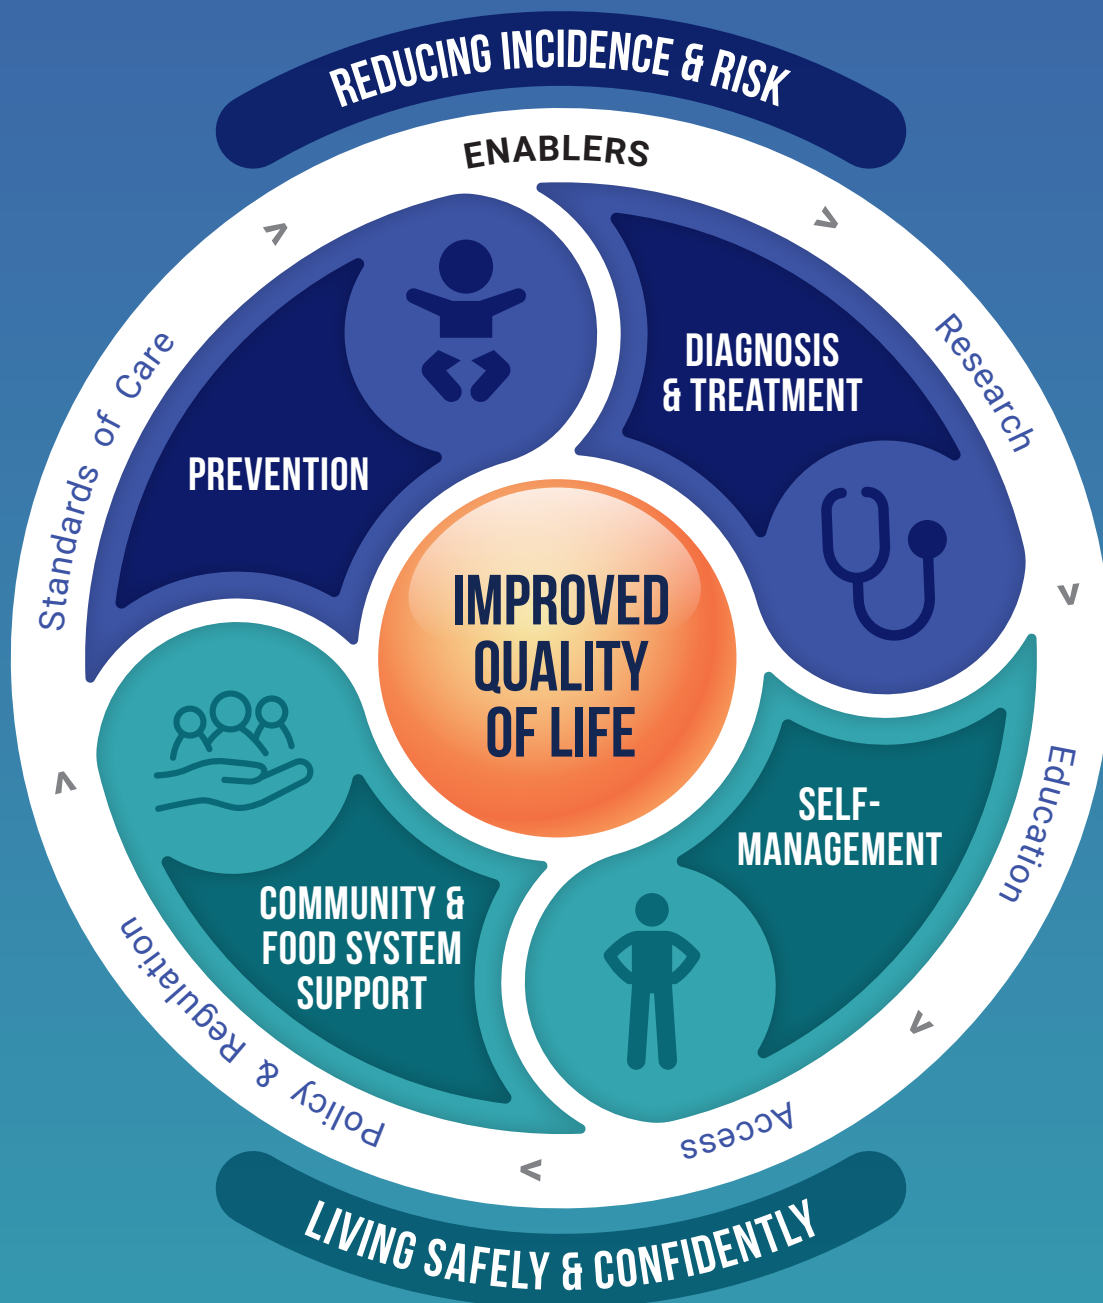 REDUCING INCIDENCE & RISK
ENABLERS
Research
Education
Access
Policy & Regulation
Standards of Care
PREVENTION
DIAGNOSIS
& TREATMENT
IMPROVED
QUALITY
OF LIFE
SELF-
MANAGEMENT
COMMUNITY &
FOOD SYSTEM
SUPPORT
LIVING SAFELY & CONFIDENTLY